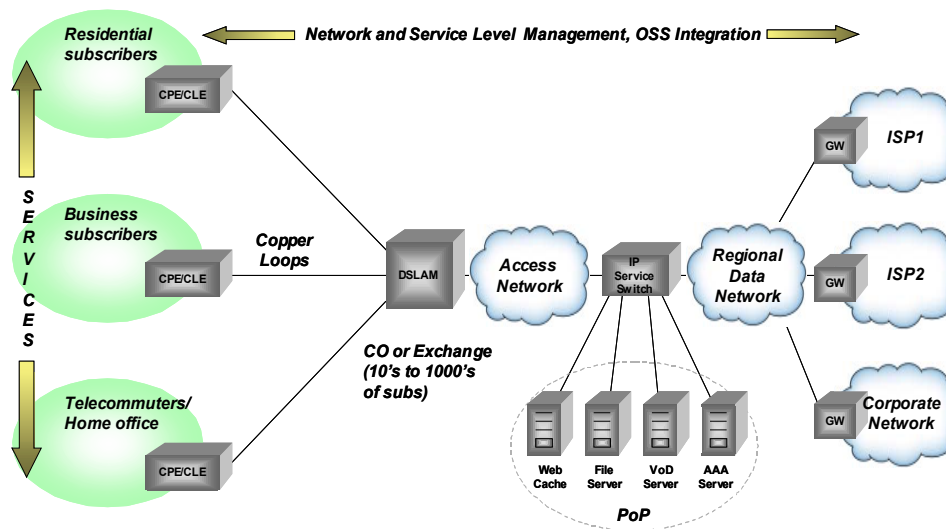 Residential
subscribers
Network and Service Level Management, OSS Integration
CPE/CLE
GW
ISP1
SERVICES
Business
subscribers
CPE/CLE
Copper
Loops
DSLAM
Access
Network
IP
Service
Switch
Regional
Data
Network
GW
ISP2
CO or Exchange
(10's to 1000's
of subs)
Telecommuters/
Home office
CPE/CLE
Web
Cache
File
Server
VoD
Server
AAA
Server
PoP
GW
Corporate
Network